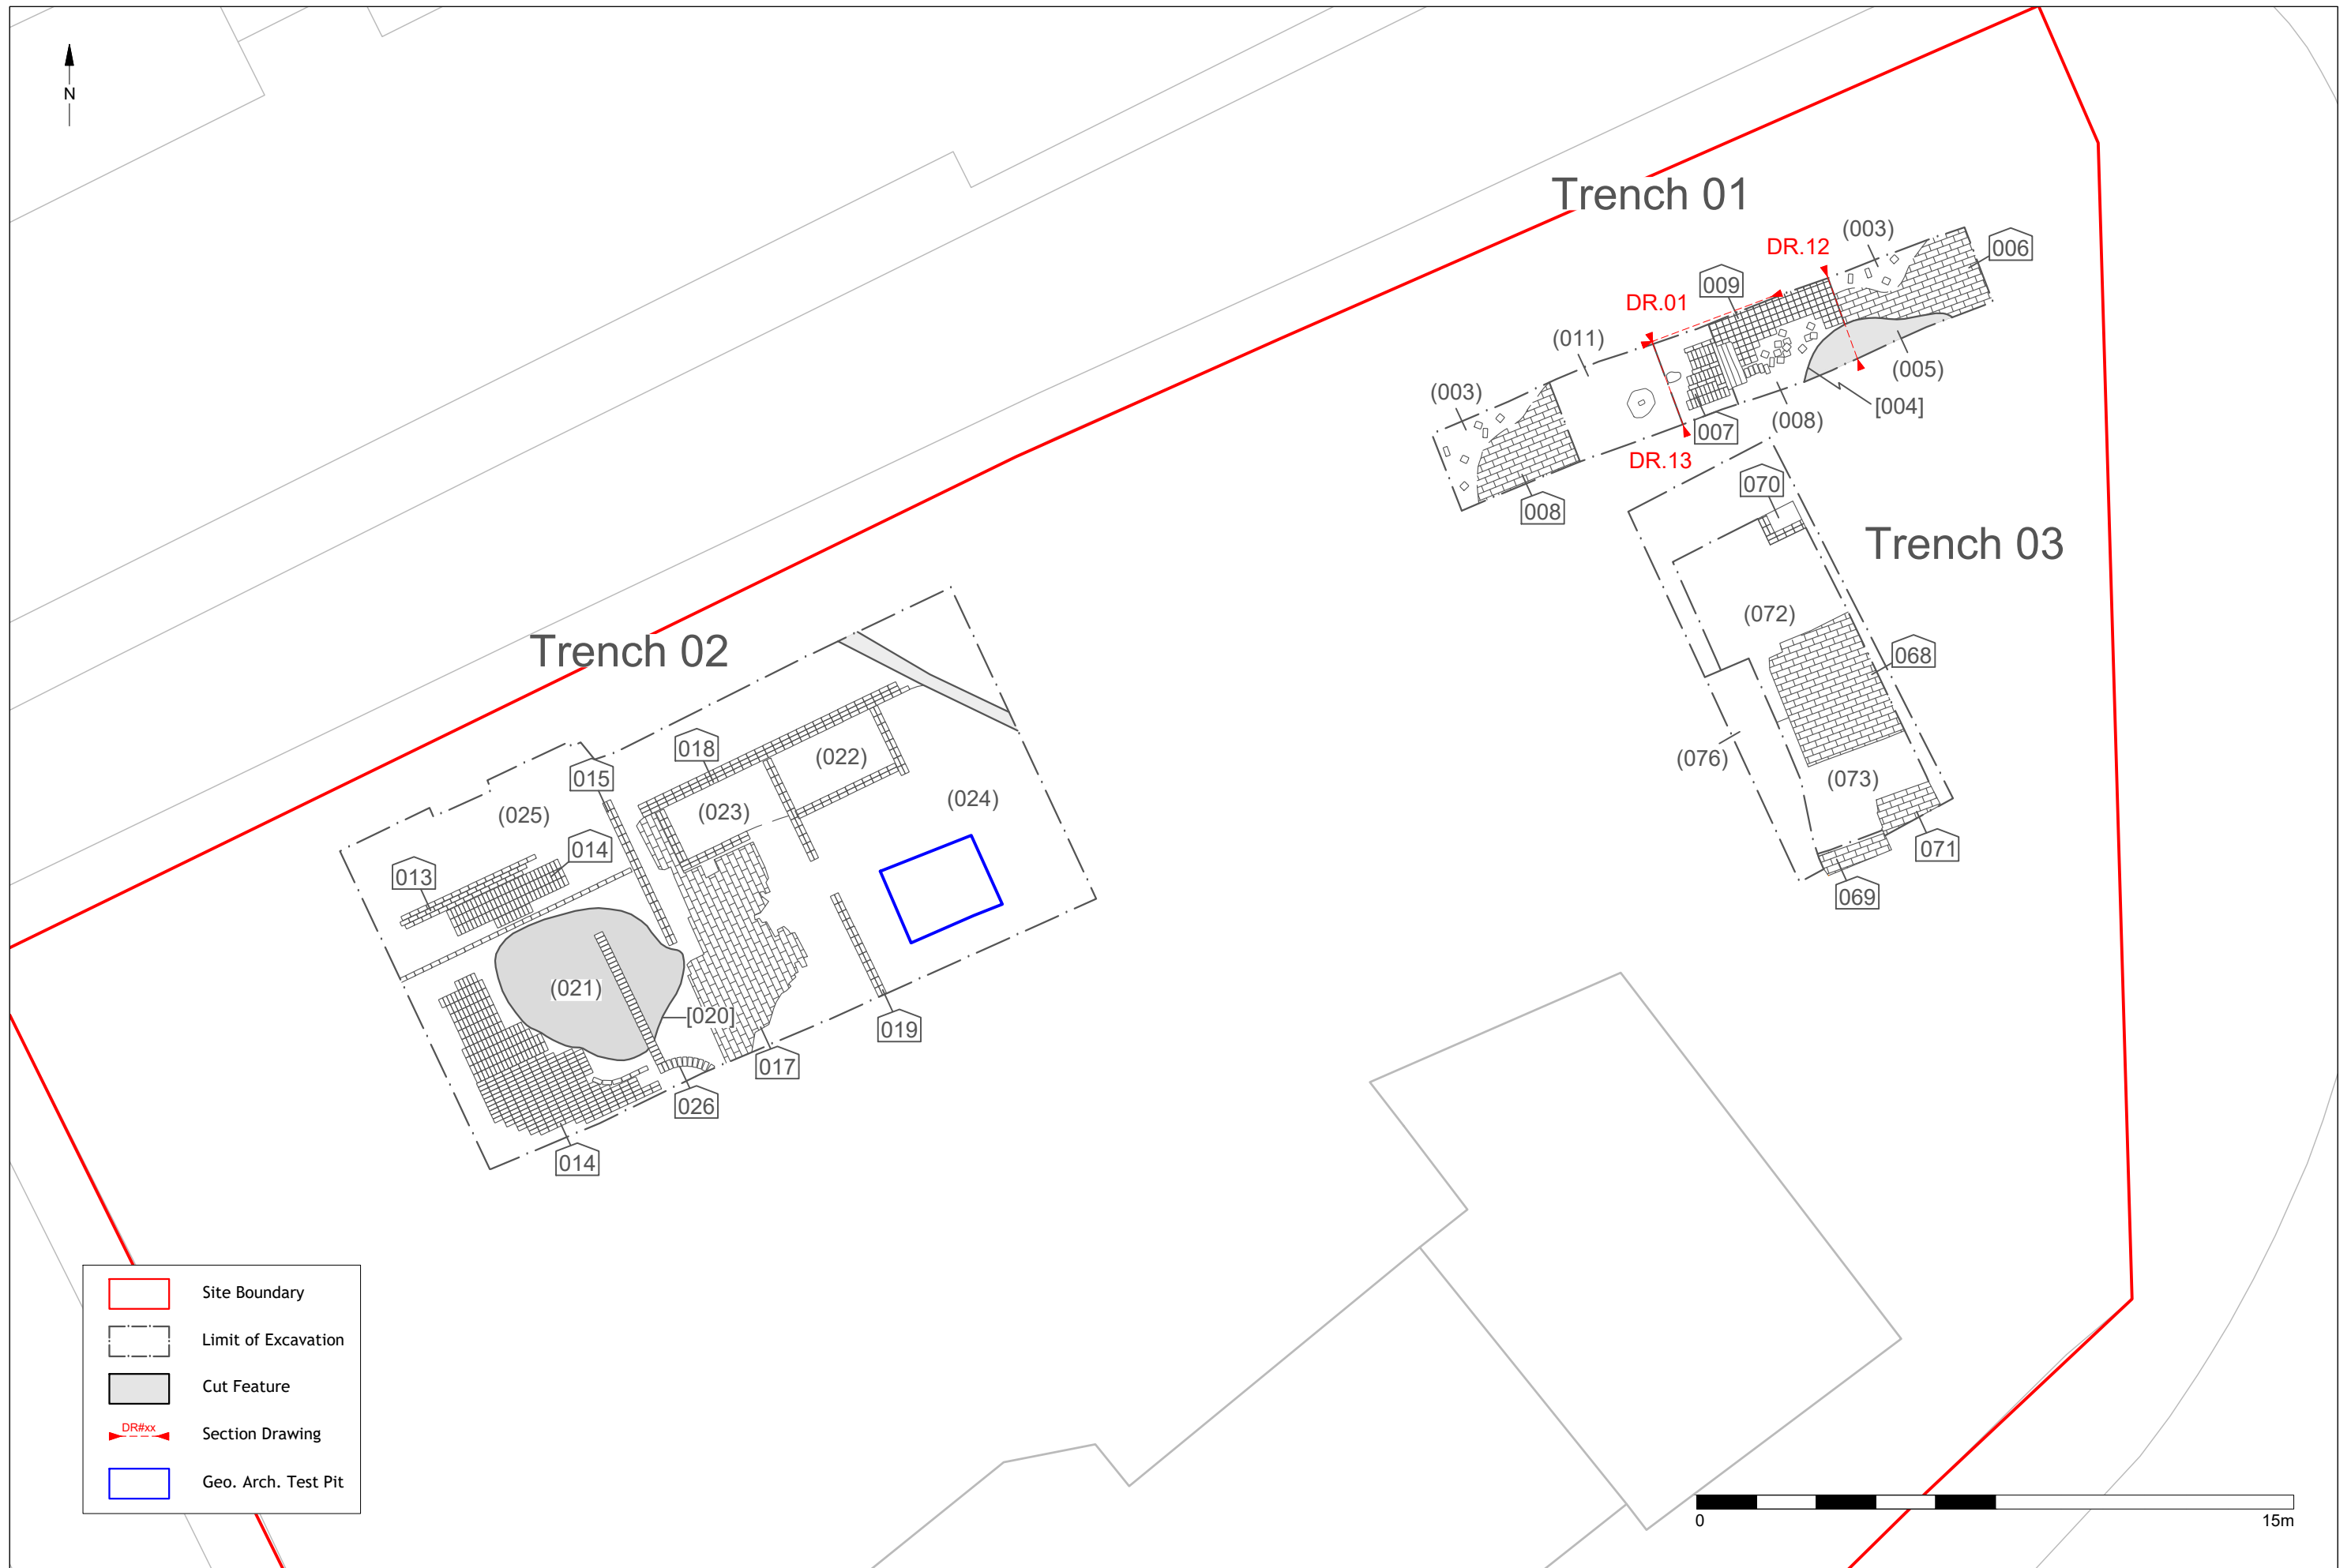 N
Trench 01
(003)
006
DR.12
009
DR.01
(011)
(005)
(003)
[004]
(008)
007
DR.13
070
008
Trench 03
(072)
068
Trench 02
018
(022)
015
(076)
(073)
(024)
(023)
(025)
014
071
013
069
(021)
[020]
019
017
026
014
Site Boundary
Limit of Excavation
Cut Feature
DR#xx
Section Drawing
Geo. Arch. Test Pit
0
15m